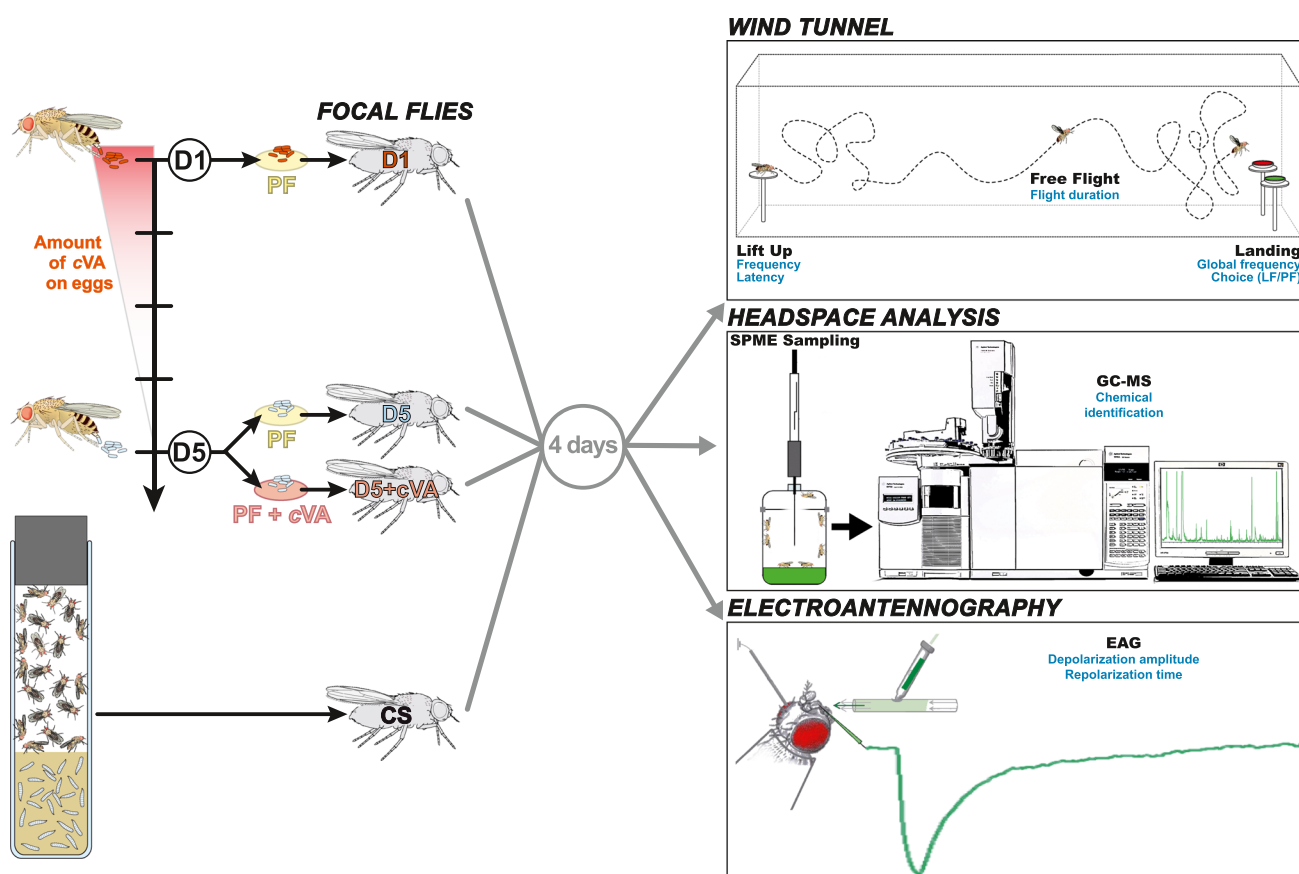 WIND TUNNEL
FOCAL FLIES
D1
PF
D1
Amount
of cVA
on eggs
Free Flight
Flight duration
Lift Up
Frequency
Latency
Landing
Global frequency
Choice (LF/PF)
HEADSPACE ANALYSIS
SPME Sampling
GC-MS
Chemical
identification
D5
PF
D5
PF + cVA
D5+cVA
4 days
ELECTROANTENNOGRAPHY
EAG
Depolarization amplitude
Repolarization time
CS